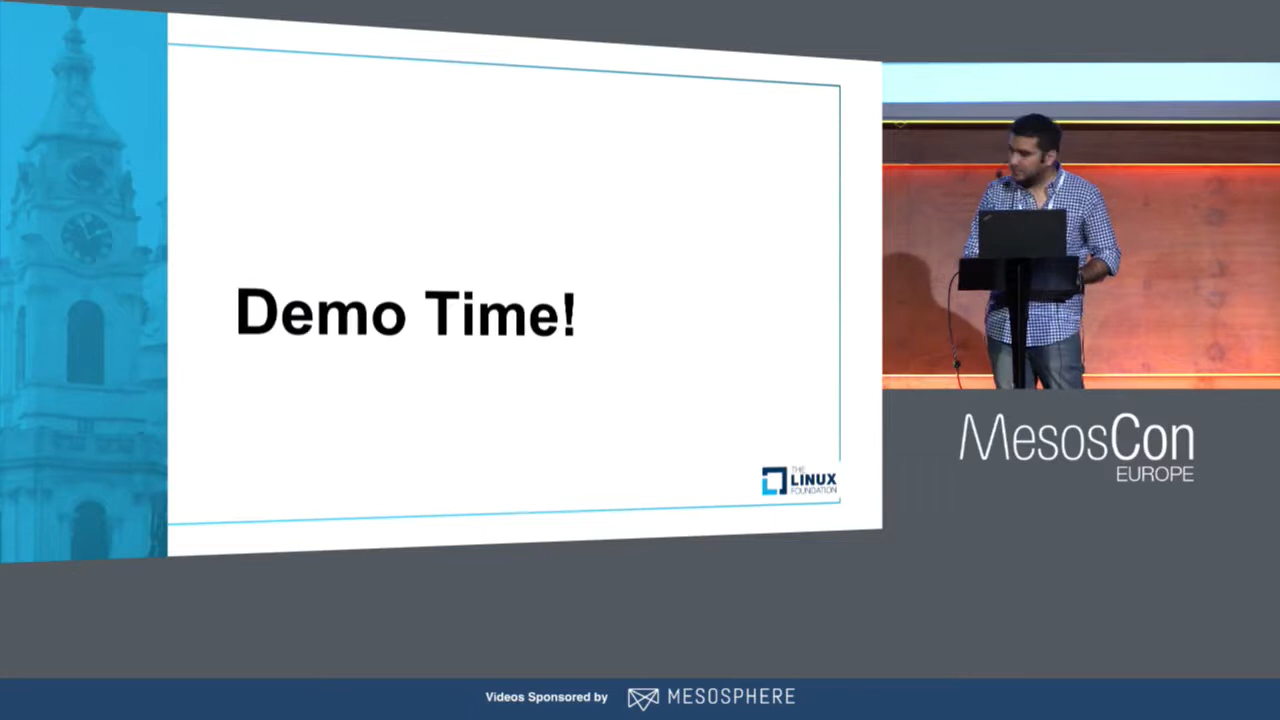 Demo Time!
THE
LINUX
FOUNDATION
MesosCon
EUROPE
Videos Sponsored by MESOSPHERE